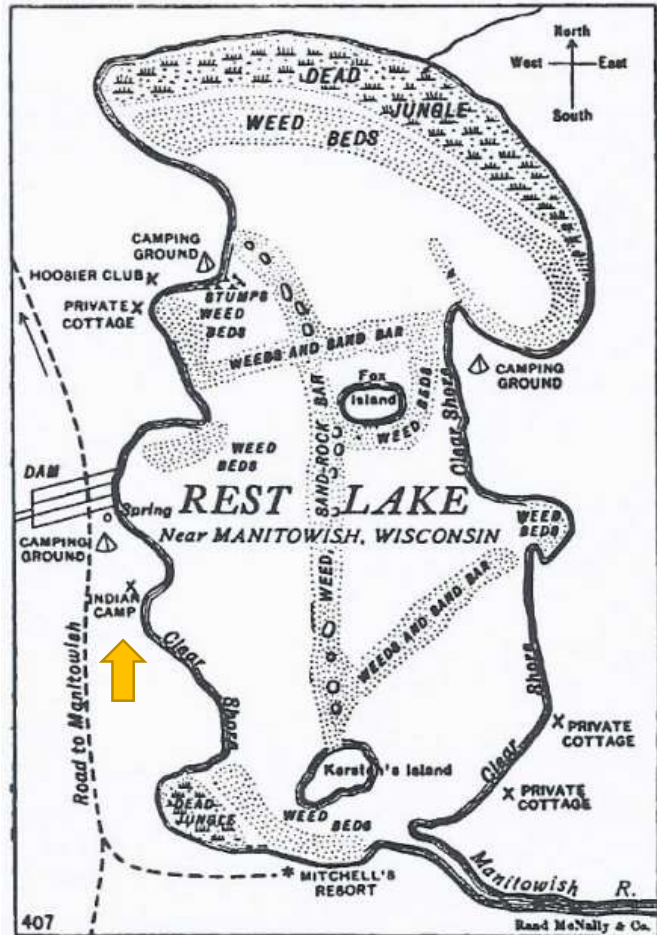 North
West
East
South
DEAD
JUNGLE
WEED BEDS
CAMPING
GROUND
HOOSIER CLUB
PRIVATE
COTTAGE
STUMPS
WEED
BEDS
WEEDS AND SAND BAR
Fox
Island
WEED BEDS
CAMPING
GROUND
Clear Shore
WEED
BEDS
DAM
Spring
REST LAKE
Near MANITOWISH, WISCONSIN
WEED, SAND-ROCK BAR
WEED
BEDS
CAMPING
GROUND
INDIAN
CAMP
WEEDS AND SAND BAR
Clear
Shore
Road to Manitowish
Clear
Shore
PRIVATE
COTTAGE
PRIVATE
COTTAGE
Karsten's Island
DEAD
JUNGLE
WEED
BEDS
MITCHELL'S
RESORT
Manitowish R.
407
Rand McNally & Co.